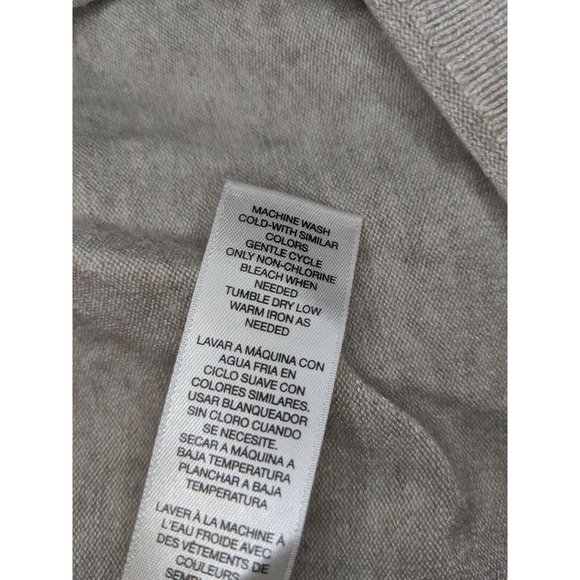 MACHINE WASH
COLD-WITH SIMILAR
COLORS
GENTLE CYCLE
ONLY NON-CHLORINE
BLEACH WHEN
NEEDED
TUMBLE DRY LOW
WARM IRON AS
NEEDED
LAVAR A MÁQUINA CON
AGUA FRIA EN
CICLO SUAVE CON
COLORES SIMILARES.
USAR BLANQUEADOR
SIN CLORO CUANDO
SE NECESITE.
SECAR A MÁQUINA A
BAJA TEMPERATURA
PLANCHAR A BAJA
TEMPERATURA
LAVER À LA MACHINE À
L'EAU FROIDE AVEC
DES VÊTEMENTS DE
COULEURS